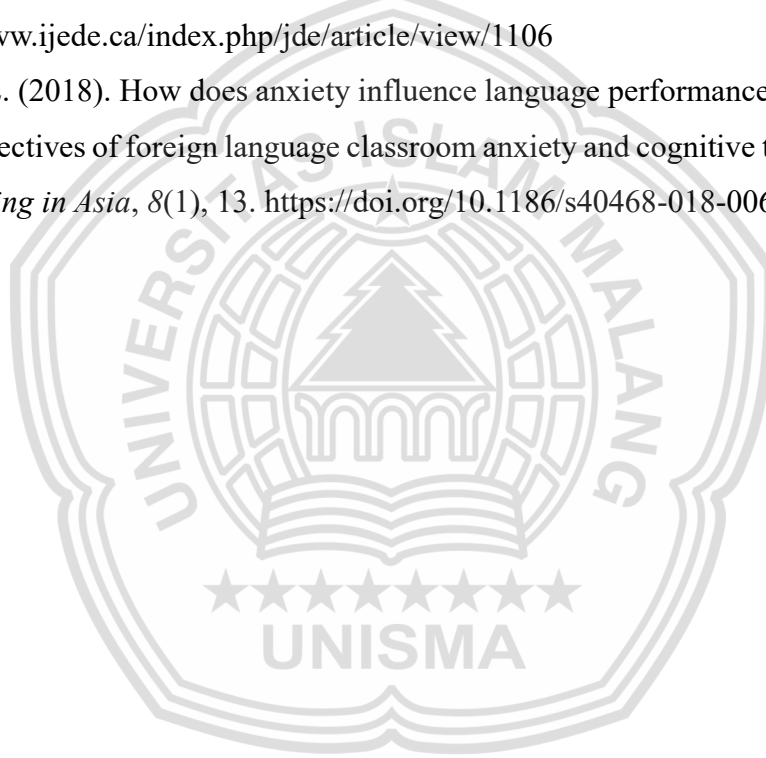 ww.ijede.ca/index.php/jde/article/view/1106
. (2018). How does anxiety influence language performance
ectives of foreign language classroom anxiety and cognitive t
ing in Asia, 8(1), 13. https://doi.org/10.1186/s40468-018-006
UNIVERSITAS ISLAM MALANG
UNISMA